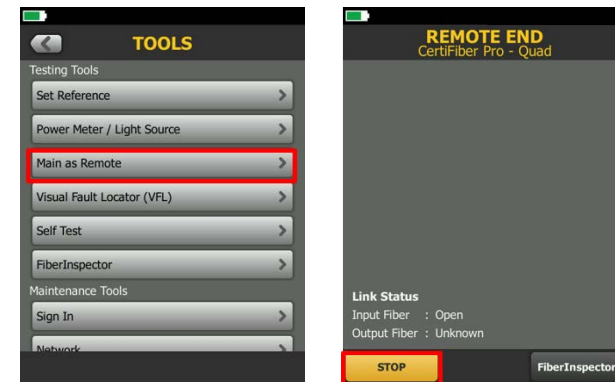 TOOLS
Testing Tools
Set Reference
Power Meter / Light Source
Main as Remote
Visual Fault Locator (VFL)
Self Test
FiberInspector
Maintenance Tools
Sign In
Network
REMOTE END
CertiFiber Pro - Quad
Link Status
Input Fiber : Open
Output Fiber : Unknown
STOP
FiberInspector